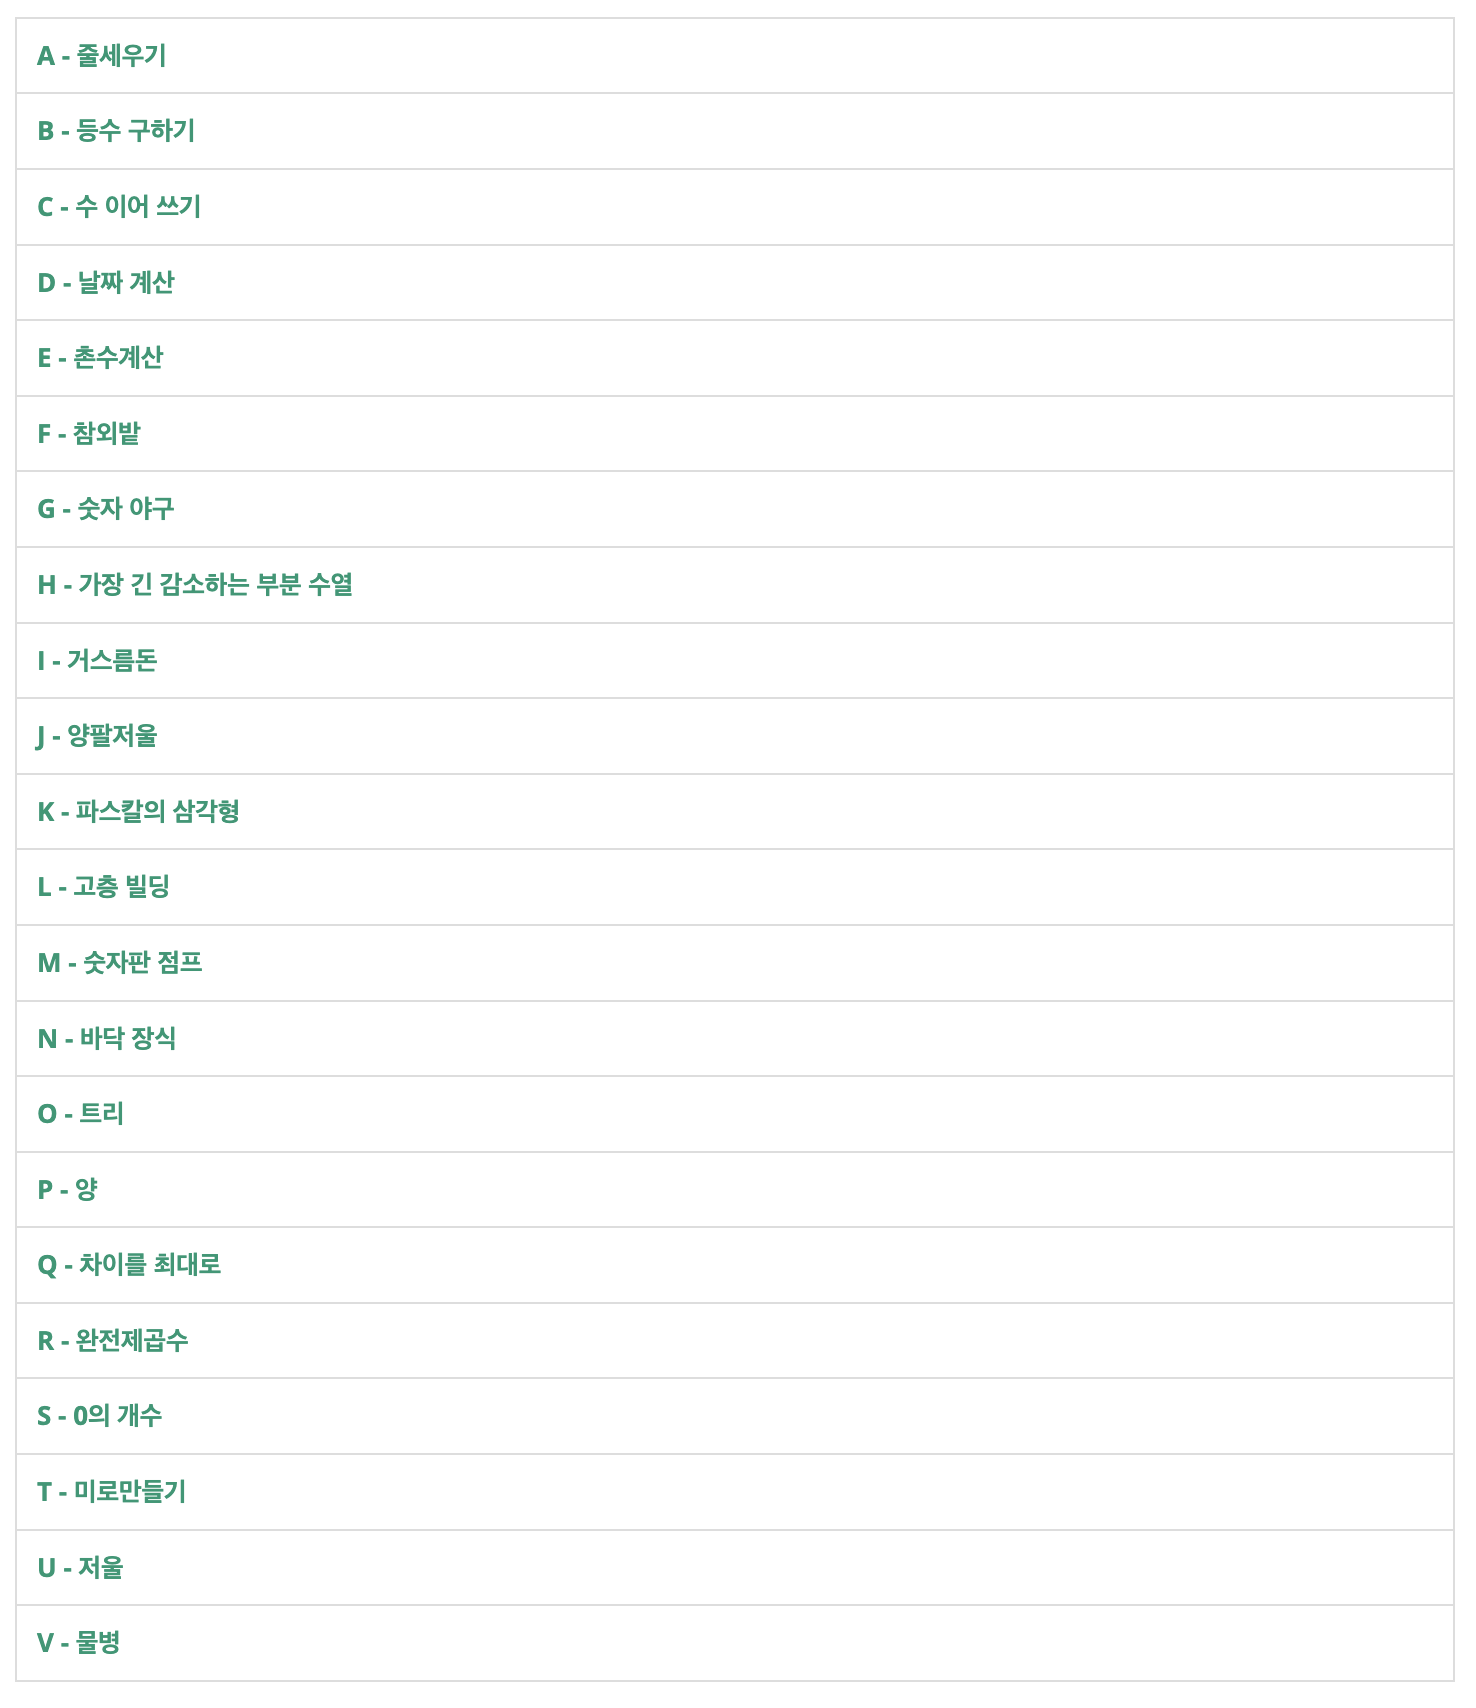 A - 줄세우기
B - 등수 구하기
C - 수 이어 쓰기
D - 날짜 계산
E - 촌수계산
F - 참외밭
G - 숫자 야구
H - 가장 긴 감소하는 부분 수열
I - 거스름돈
J - 양팔저울
K - 파스칼의 삼각형
L - 고층 빌딩
M - 숫자판 점프
N - 바닥 장식
O - 트리
P - 양
Q - 차이를 최대로
R - 완전제곱수
S - 0의 개수
T - 미로만들기
U - 저울
V - 물병